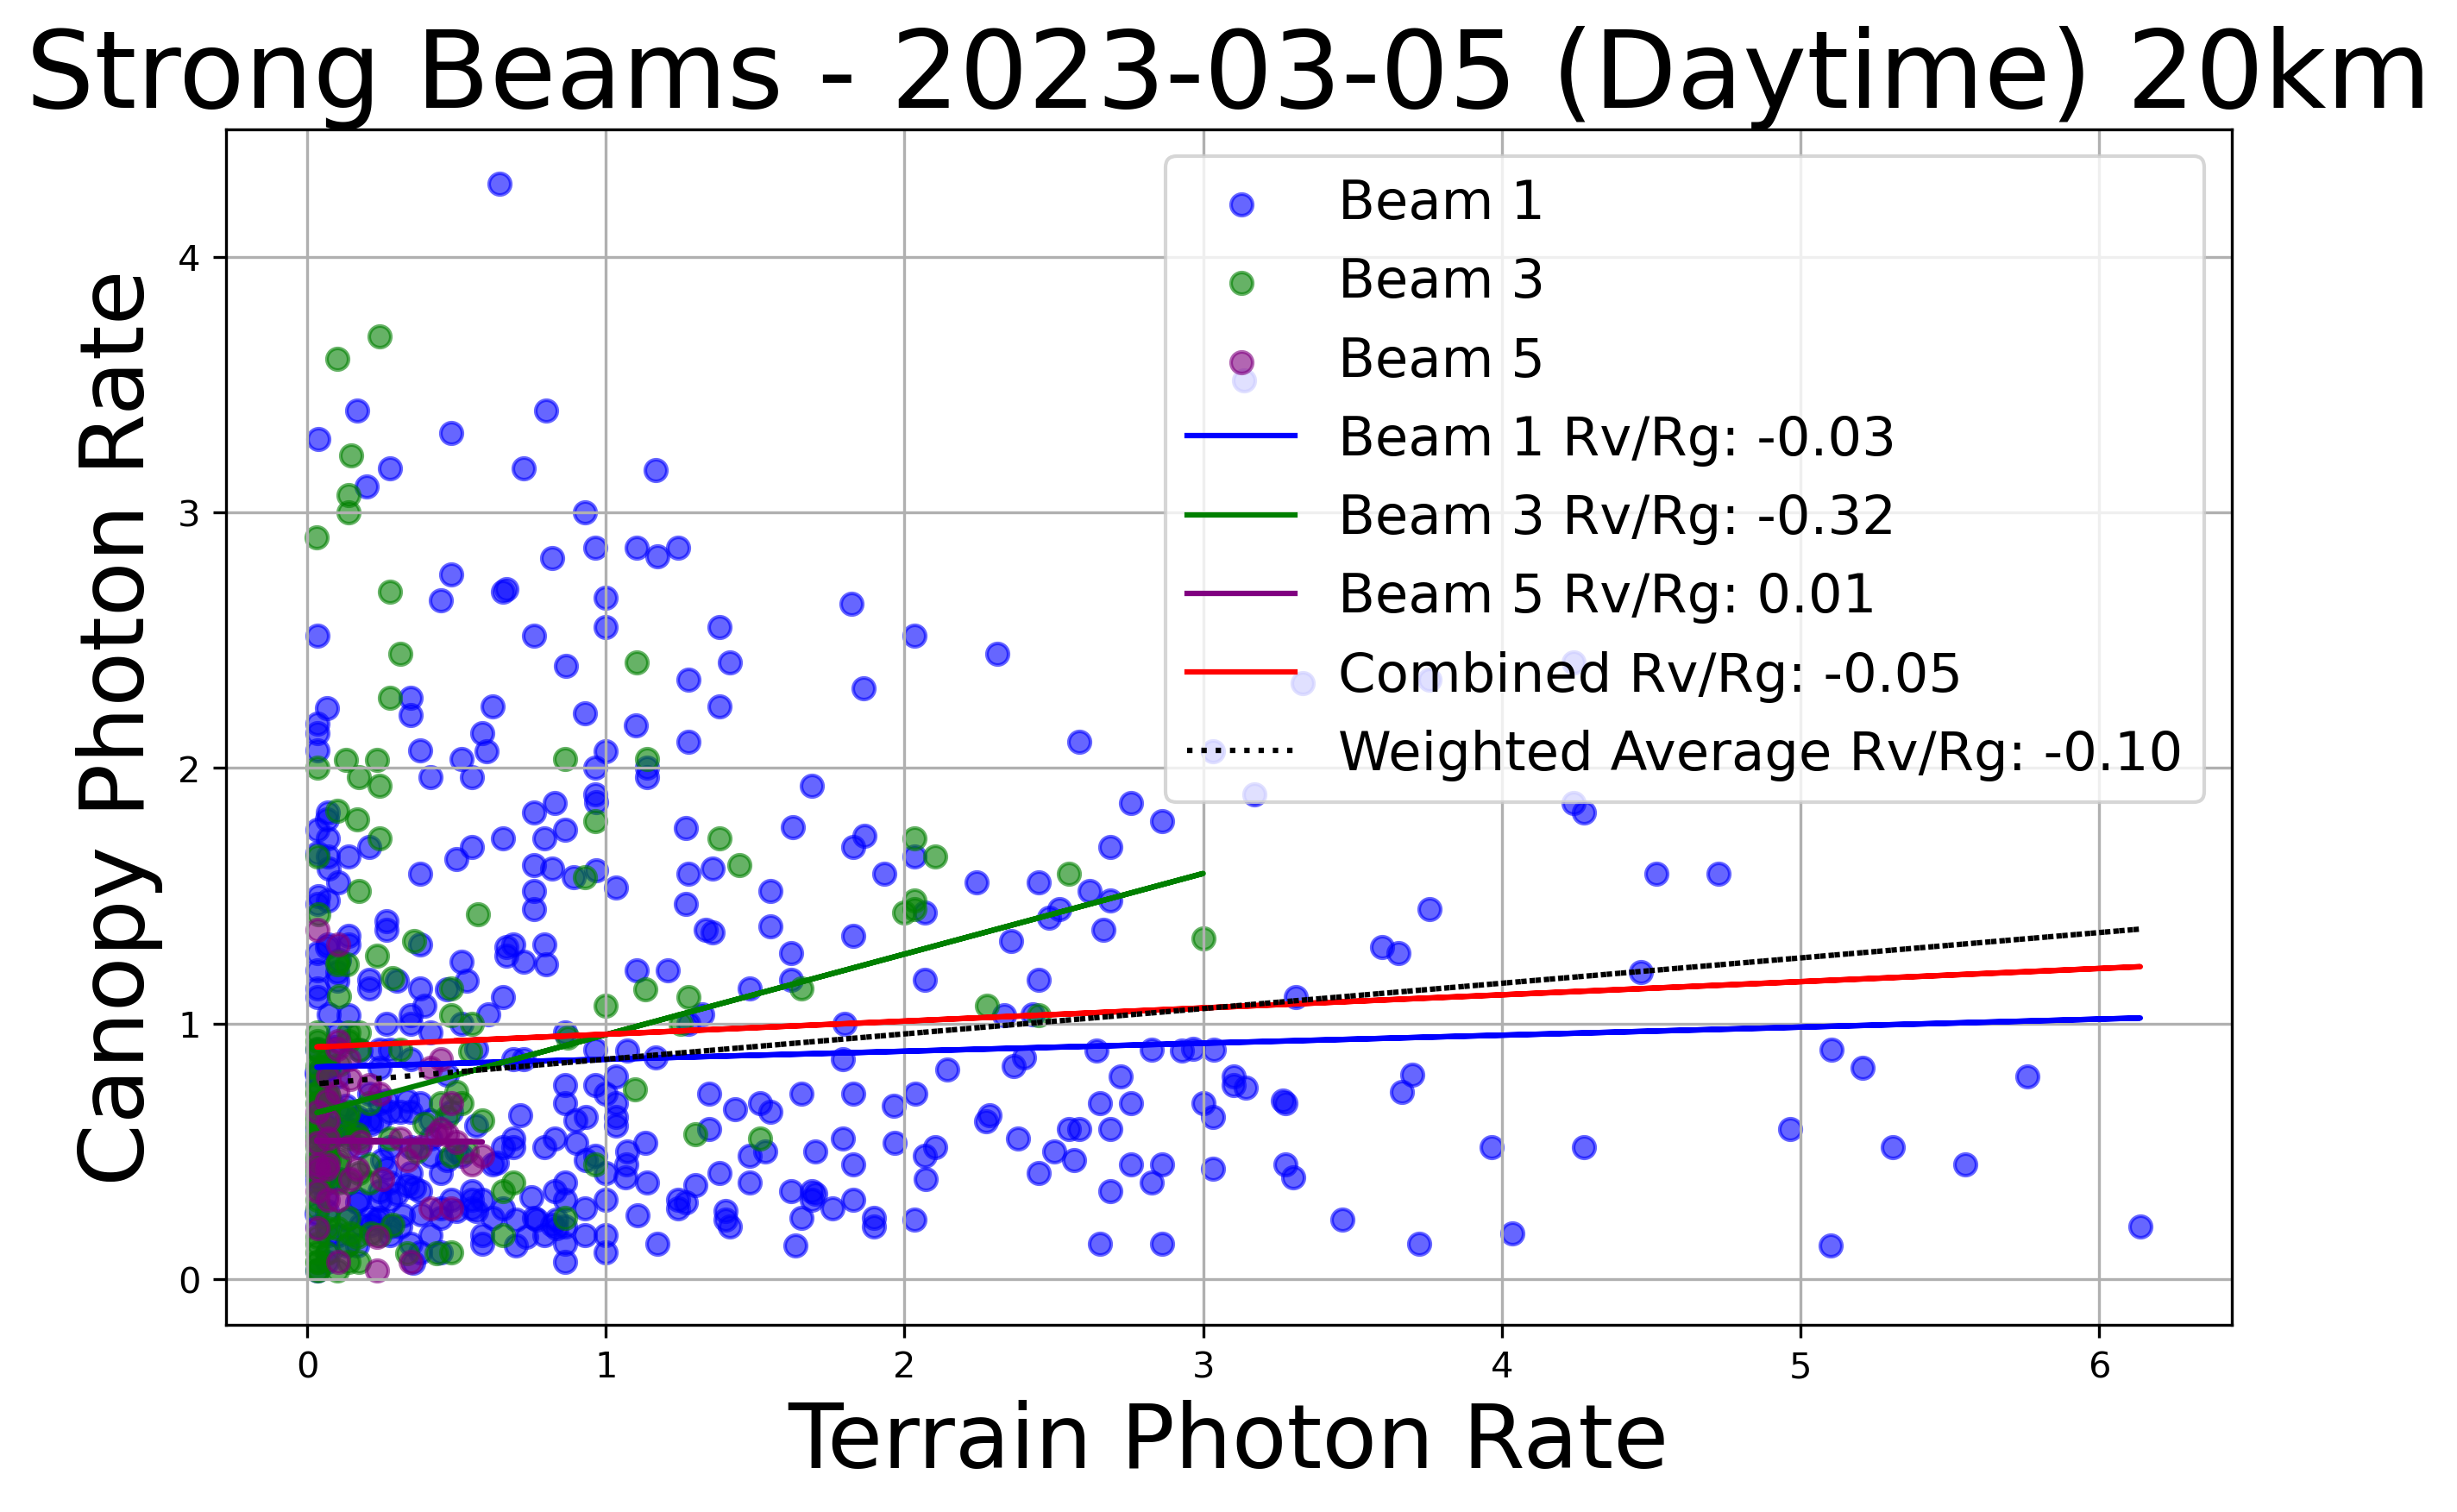 Strong Beams - 2023-03-05 (Daytime) 20km
Canopy Photon Rate
4
3
2
1
0
Beam 1
Beam 3
Beam 5
Beam 1 Rv/Rg: -0.03
Beam 3 Rv/Rg: -0.32
Beam 5 Rv/Rg: 0.01
Combined Rv/Rg: -0.05
Weighted Average Rv/Rg: -0.10
0 1 2 3 4 5 6
Terrain Photon Rate